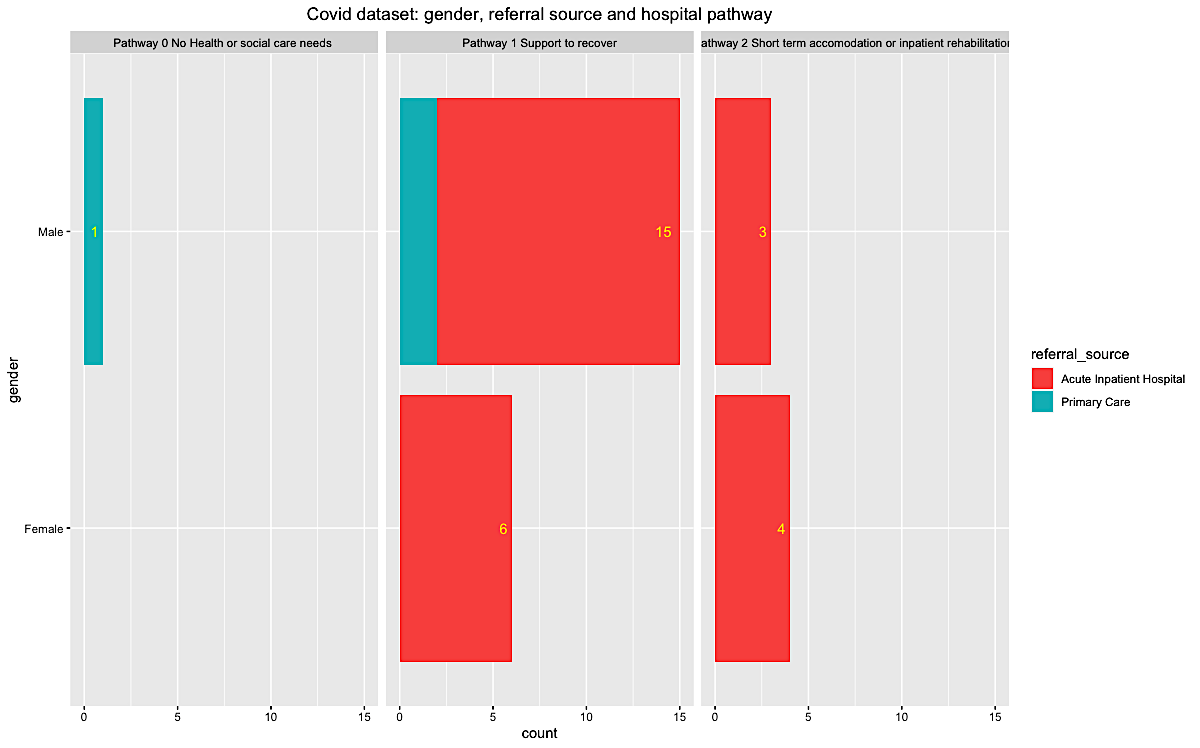 Covid dataset: gender, referral source and hospital pathway
Pathway 0 No Health or social care needs
Pathway 1 Support to recover
athway 2 Short term accomodation or inpatient rehabilitation
Male
1
15
3
gender
referral_source
Acute Inpatient Hospital
Primary Care
Female
6
4
0 5 10 15
0 5 10 15
0 5 10 15
count